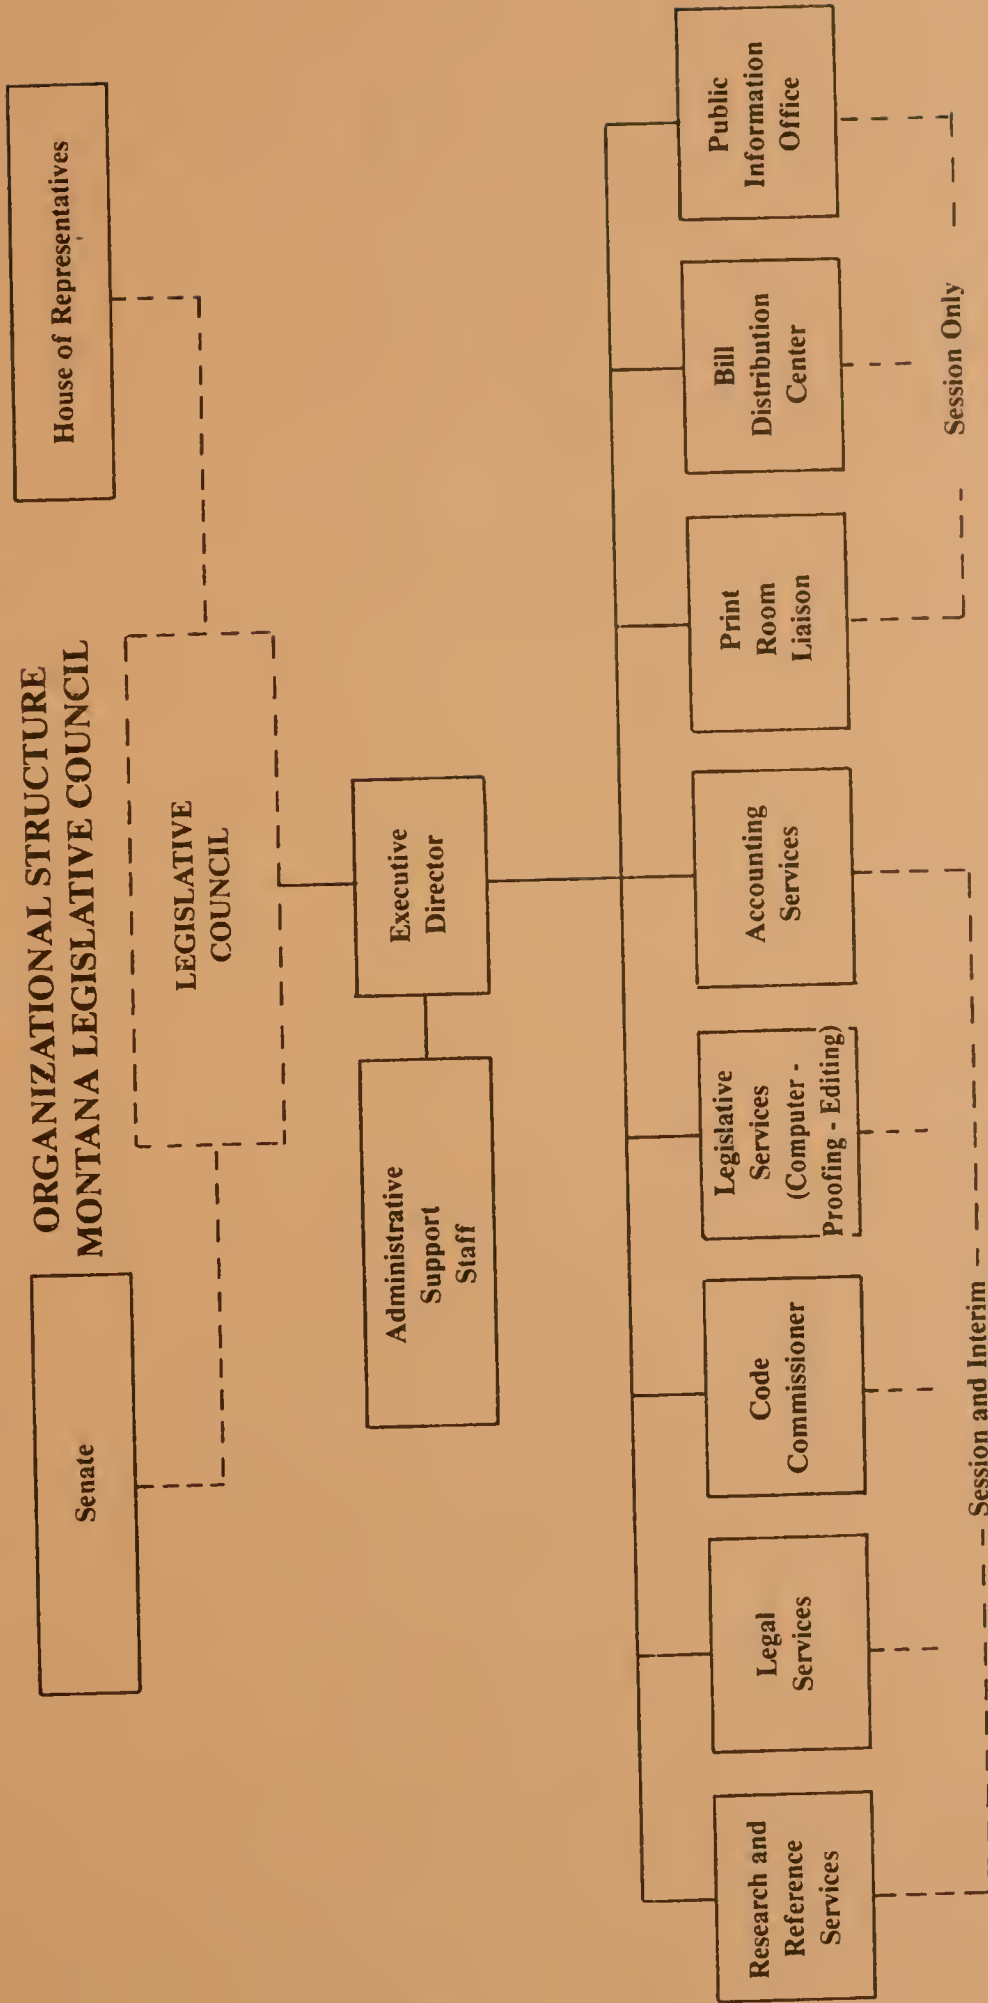 ORGANIZATIONAL STRUCTURE
MONTANA LEGISLATIVE COUNCIL
Senate
House of Representatives
LEGISLATIVE
COUNCIL
Administrative
Support
Staff
Executive
Director
Research and
Reference
Services
Legal
Services
Code
Commissioner
Legislative
Services
(Computer -
Proofing - Editing)
Accounting
Services
Print
Room
Liaison
Bill
Distribution
Center
Public
Information
Office
Session and Interim
Session Only